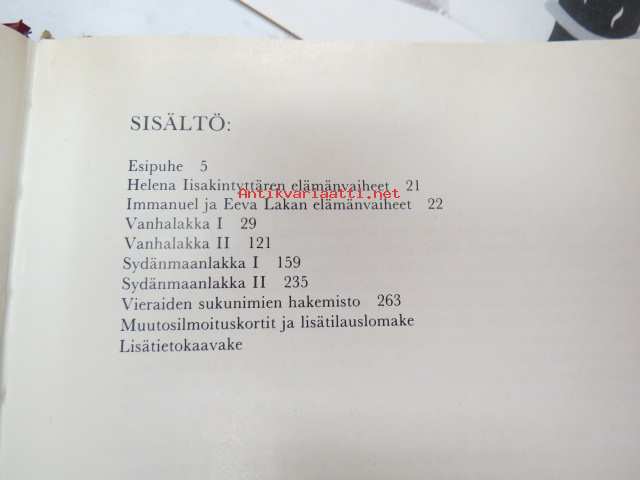 SISÄLTÖ:
Esipuhe 5
Helena Iisakintyttären elämänvaiheet 21
Antikvariaatti.net
Immanuel ja Eeva Lakan elämänvaiheet 22
Vanhalakka I 29
Vanhalakka II 121
Sydänmaanlakka I 159
Sydänmaanlakka II 235
Vieraiden sukunimien hakemisto 263
Muutosilmoituskortit ja lisätilauslomake
Lisätietokaavake